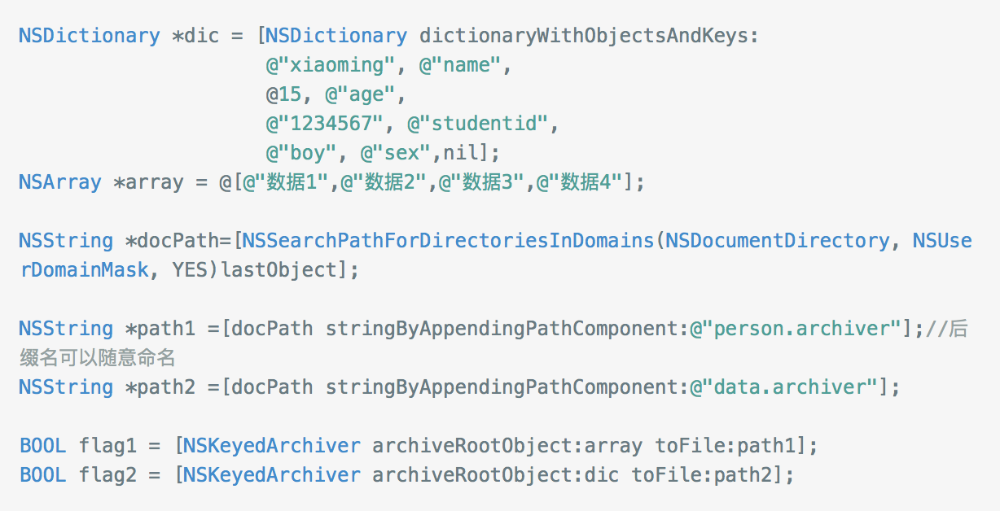 NSDictionary *dic = [NSDictionary dictionaryWithObjectsAndKeys:
                     @"xiaoming", @"name",
                     @15, @"age",
                     @"1234567", @"studentid",
                     @"boy", @"sex",nil];
NSArray *array = @[@"数据1",@"数据2",@"数据3",@"数据4"];
NSString *docPath=[NSSearchPathForDirectoriesInDomains(NSDocumentDirectory, NSUse
rDomainMask, YES)lastObject];
NSString *path1 =[docPath stringByAppendingPathComponent:@"person.archiver"];//后
缀名可以随意命名
NSString *path2 =[docPath stringByAppendingPathComponent:@"data.archiver"];
BOOL flag1 = [NSKeyedArchiver archiveRootObject:array toFile:path1];
BOOL flag2 = [NSKeyedArchiver archiveRootObject:dic toFile:path2];